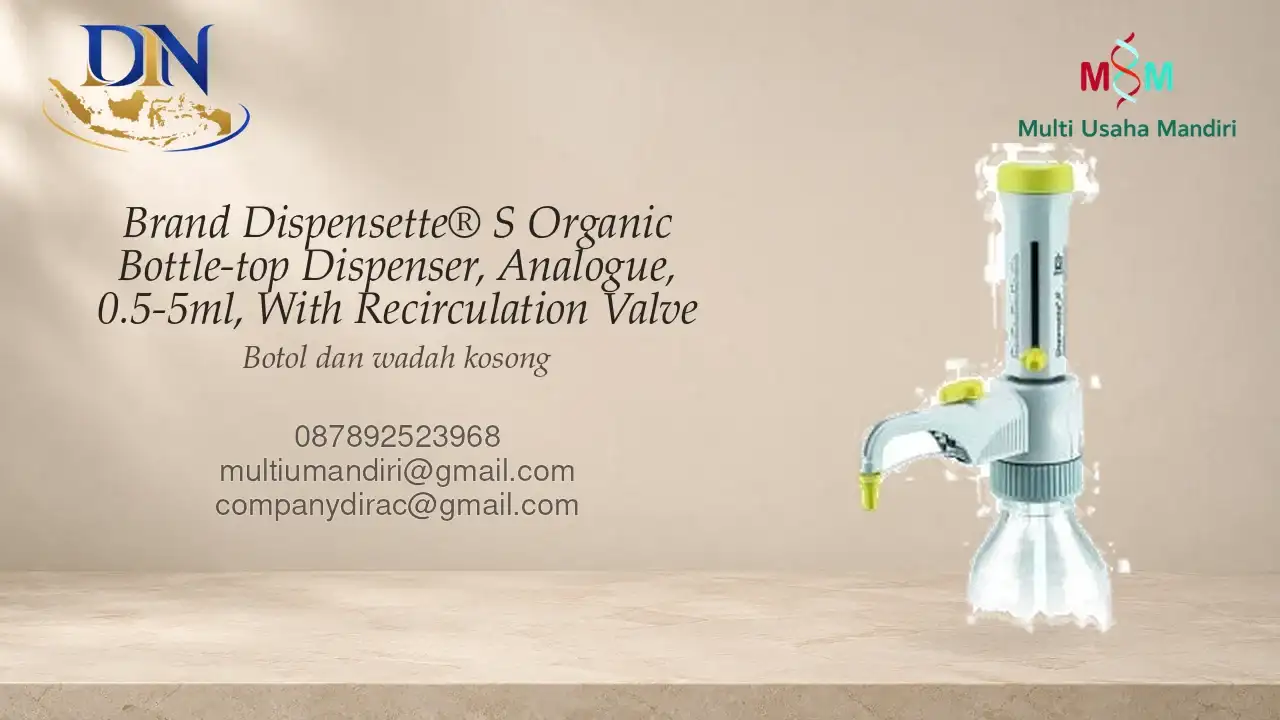 DIN
MSM
Multi Usaha Mandiri
Brand Dispensette® S Organic
Bottle-top Dispenser, Analogue,
0.5-5ml, With Recirculation Valve
Botol dan wadah kosong
087892523968
multiumandiri@gmail.com
companydirac@gmail.com